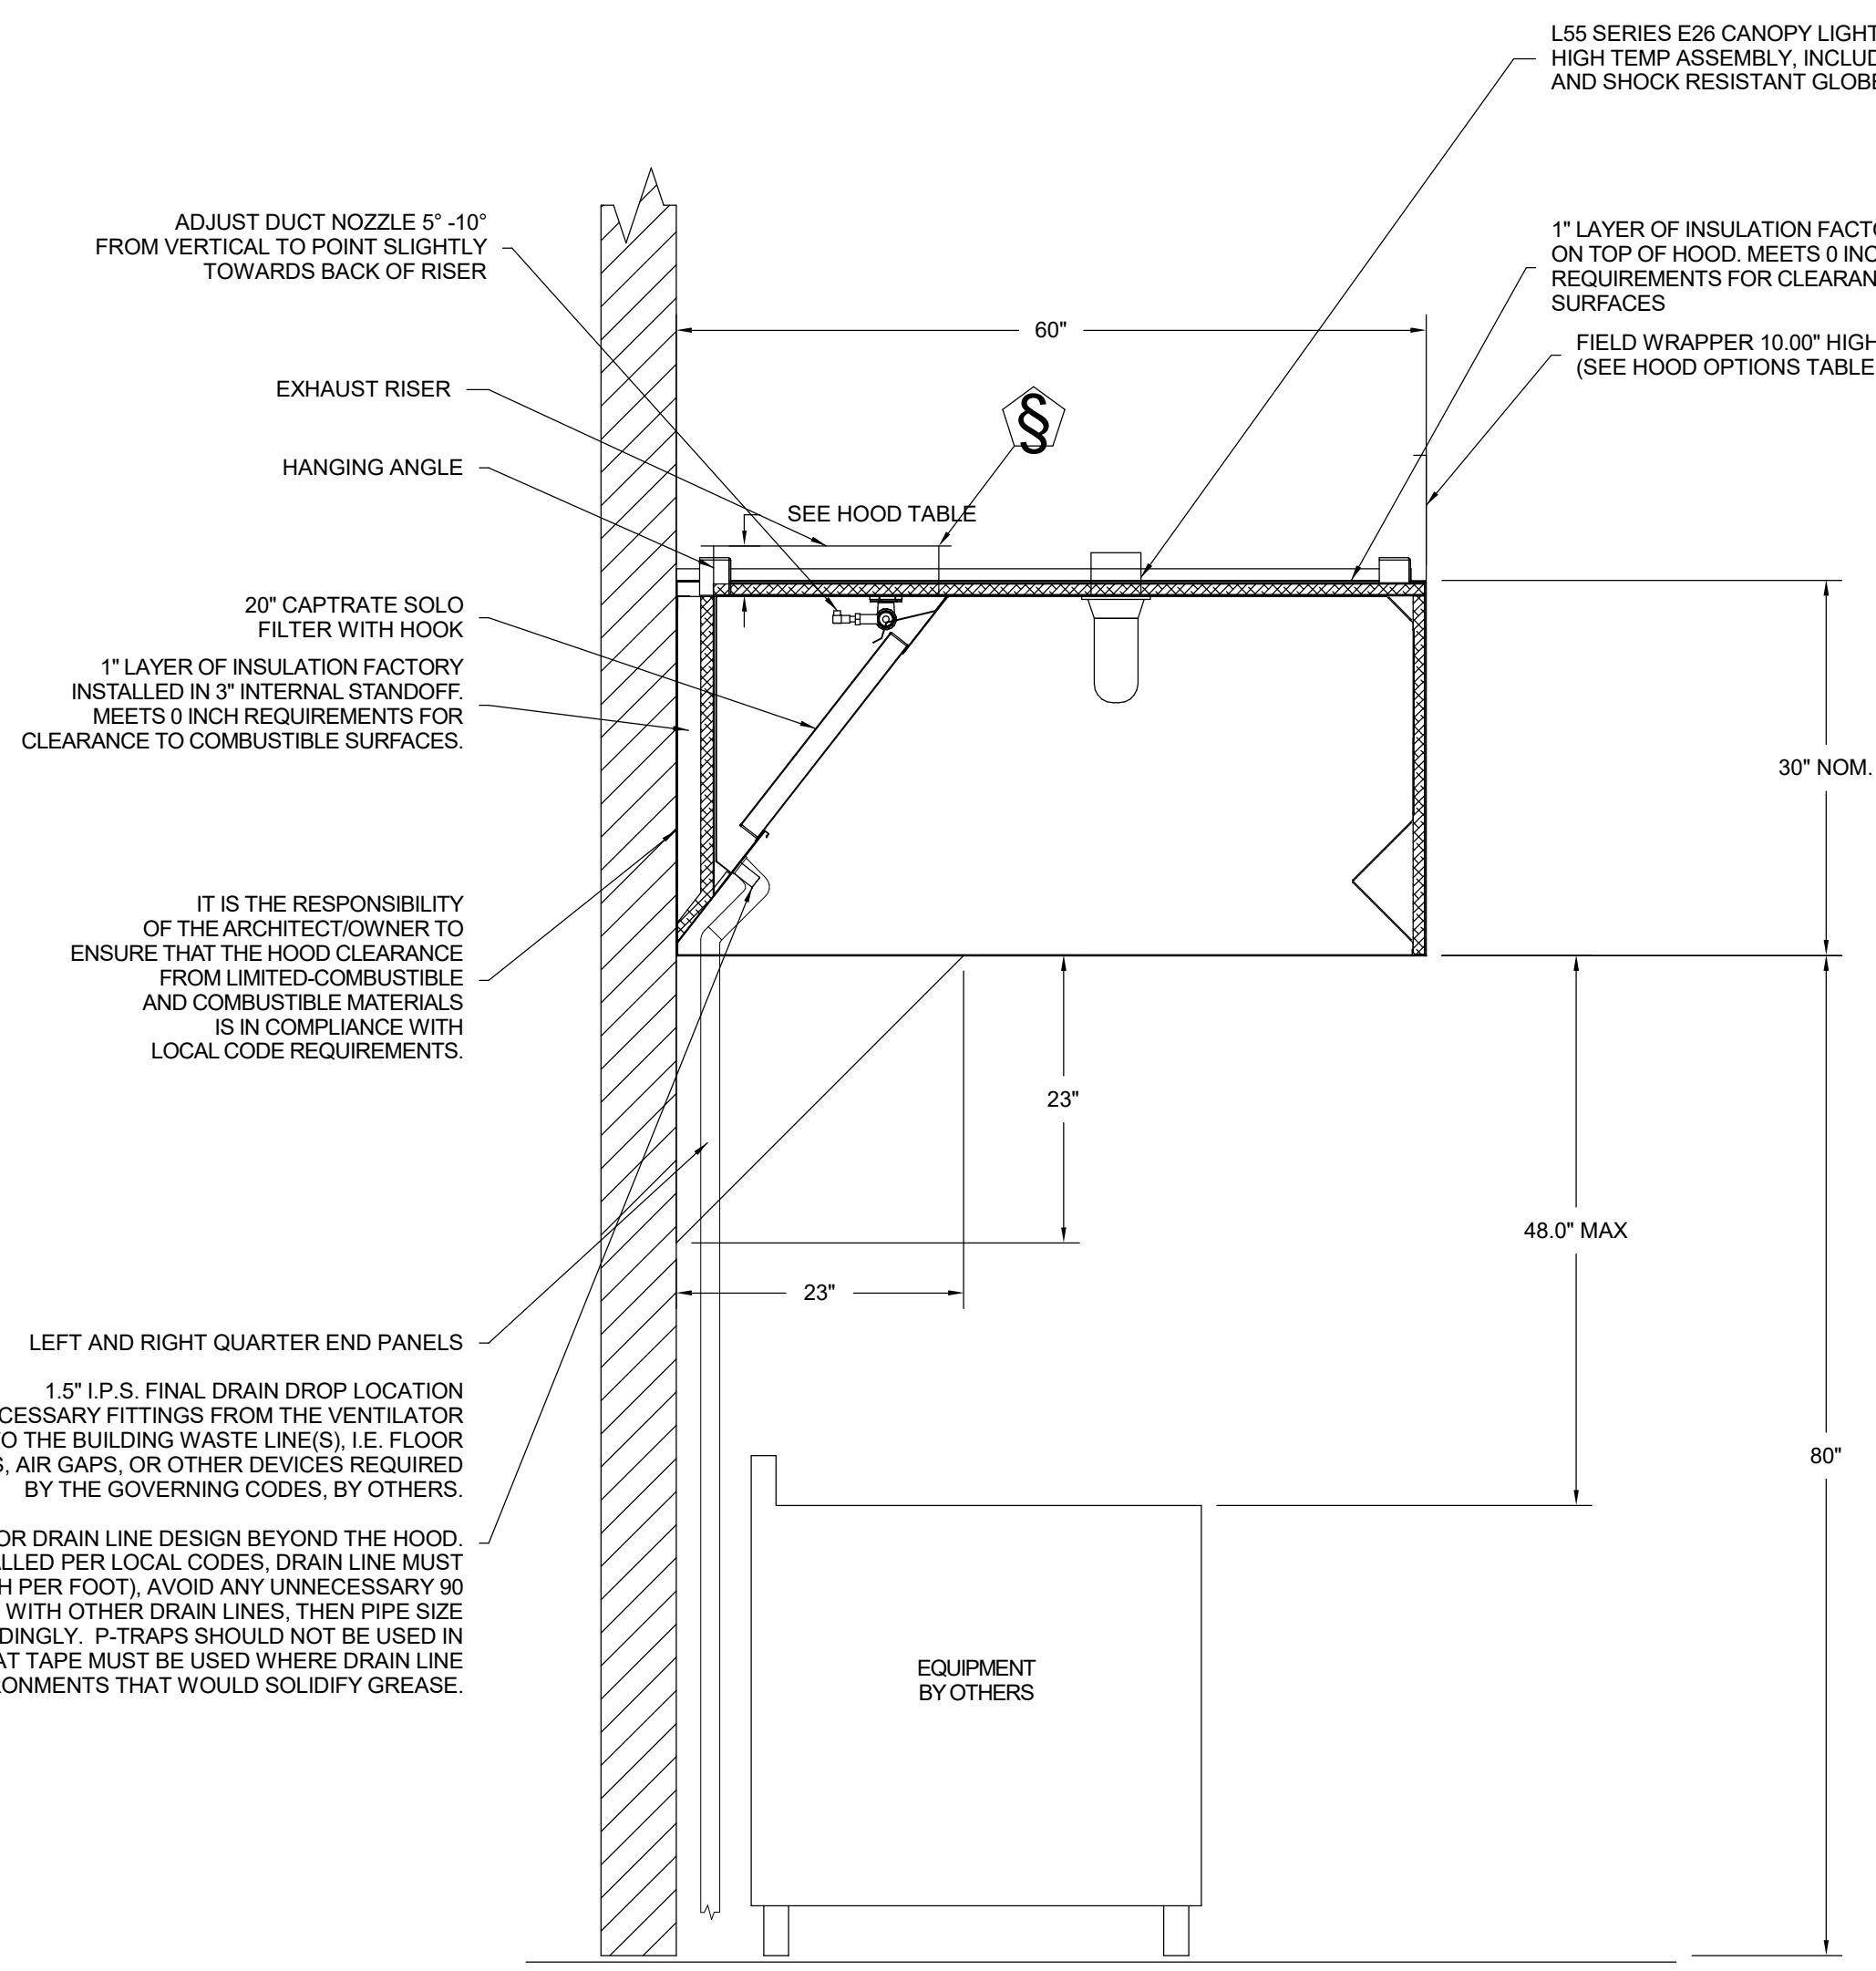 L55 SERIES E26 CANOPY LIGHT
HIGH TEMP ASSEMBLY, INCLUD
AND SHOCK RESISTANT GLOBE
ADJUST DUCT NOZZLE 5° -10°
FROM VERTICAL TO POINT SLIGHTLY
TOWARDS BACK OF RISER
1" LAYER OF INSULATION FACTO
ON TOP OF HOOD. MEETS 0 INC
REQUIREMENTS FOR CLEARAN
SURFACES
60"
FIELD WRAPPER 10.00" HIGH
(SEE HOOD OPTIONS TABLE
EXHAUST RISER
§
HANGING ANGLE
SEE HOOD TABLE
20" CAPTRATE SOLO
FILTER WITH HOOK
1" LAYER OF INSULATION FACTORY
INSTALLED IN 3" INTERNAL STANDOFF.
MEETS 0 INCH REQUIREMENTS FOR
CLEARANCE TO COMBUSTIBLE SURFACES.
30" NOM.
IT IS THE RESPONSIBILITY
OF THE ARCHITECT/OWNER TO
ENSURE THAT THE HOOD CLEARANCE
FROM LIMITED-COMBUSTIBLE
AND COMBUSTIBLE MATERIALS
IS IN COMPLIANCE WITH
LOCAL CODE REQUIREMENTS.
23"
48.0" MAX
23"
LEFT AND RIGHT QUARTER END PANELS
1.5" I.P.S. FINAL DRAIN DROP LOCATION
CESSARY FITTINGS FROM THE VENTILATOR
TO THE BUILDING WASTE LINE(S), I.E. FLOOR
S, AIR GAPS, OR OTHER DEVICES REQUIRED
BY THE GOVERNING CODES, BY OTHERS.
80"
OR DRAIN LINE DESIGN BEYOND THE HOOD.
ALLED PER LOCAL CODES, DRAIN LINE MUST
H PER FOOT), AVOID ANY UNNECESSARY 90
WITH OTHER DRAIN LINES, THEN PIPE SIZE
DINGLY. P-TRAPS SHOULD NOT BE USED IN
AT TAPE MUST BE USED WHERE DRAIN LINE
RONMENTS THAT WOULD SOLIDIFY GREASE.
EQUIPMENT
BY OTHERS